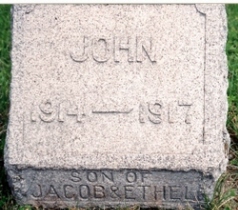 JOHN
1914—1917
SON OF
JACOB & ETHEL